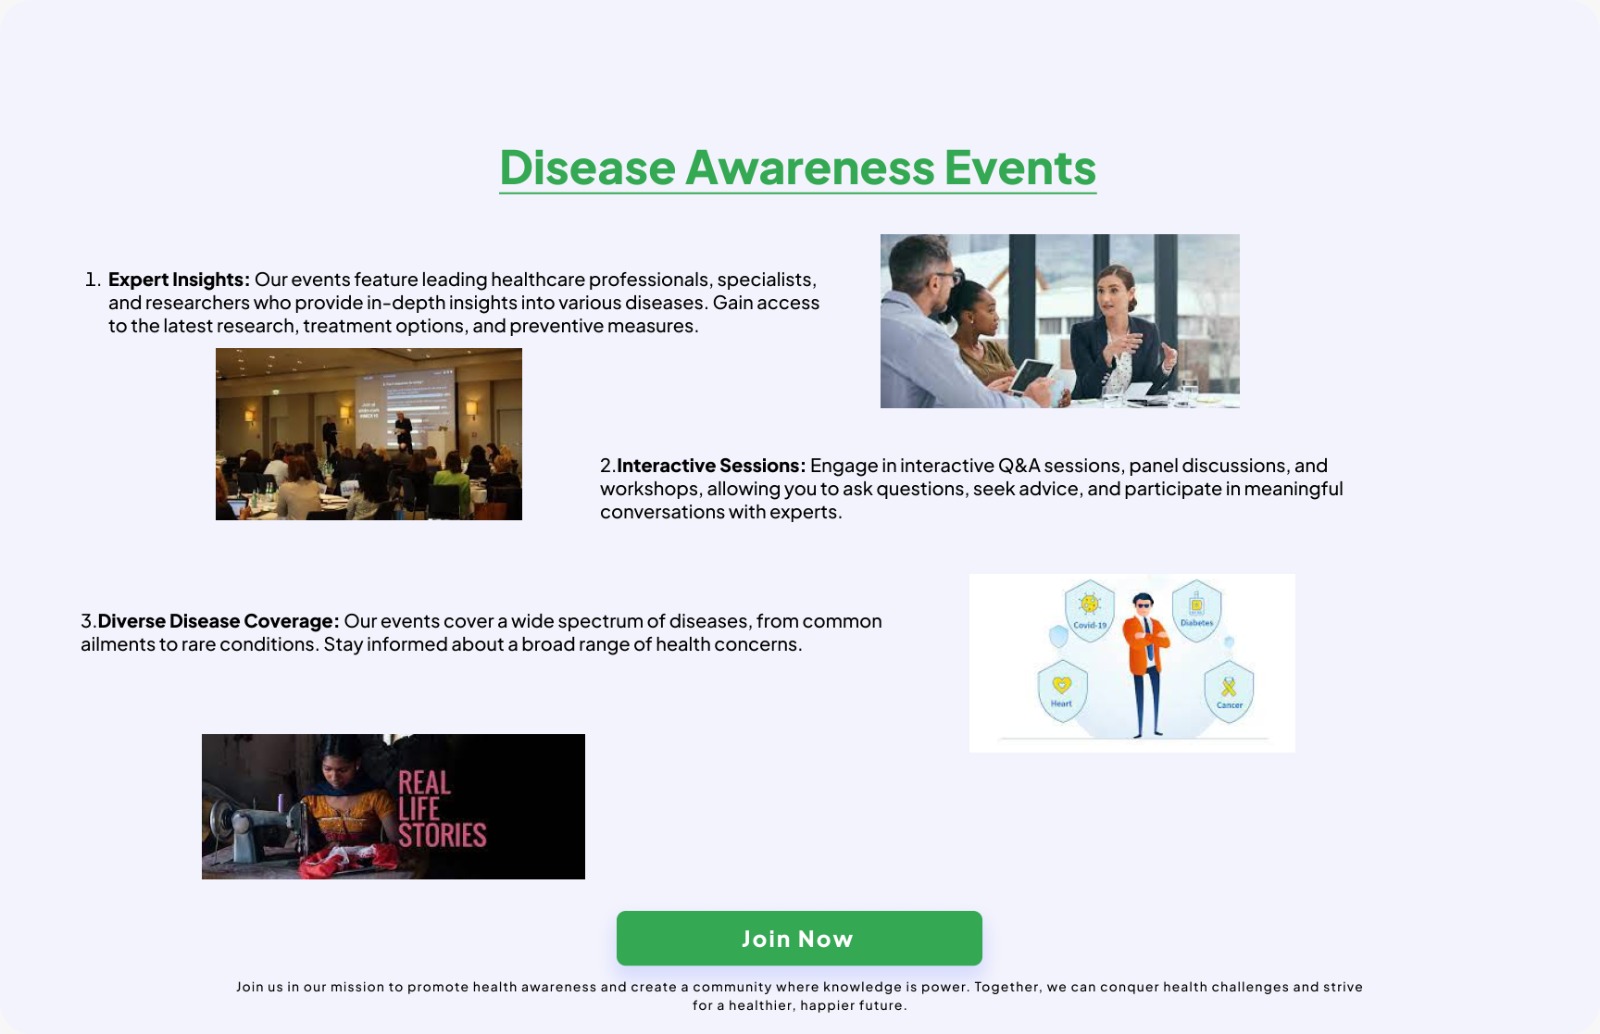 Disease Awareness Events
1. Expert Insights: Our events feature leading healthcare professionals, specialists,
and researchers who provide in-depth insights into various diseases. Gain access
to the latest research, treatment options, and preventive measures.
2.Interactive Sessions: Engage in interactive Q&A sessions, panel discussions, and
workshops, allowing you to ask questions, seek advice, and participate in meaningful
conversations with experts.
3.Diverse Disease Coverage: Our events cover a wide spectrum of diseases, from common
ailments to rare conditions. Stay informed about a broad range of health concerns.
Covid-19
Diabetes
Heart
Cancer
REAL
LIFE
STORIES
Join Now
Join us in our mission to promote health awareness and create a community where knowledge is power. Together, we can conquer health challenges and strive
for a healthier, happier future.